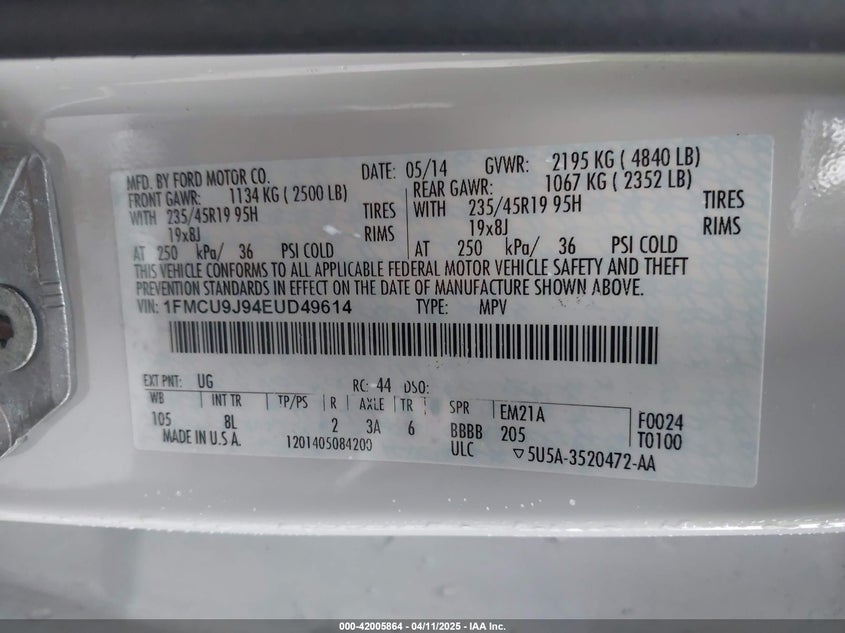 MFD. BY FORD MOTOR CO. DATE: 05/14 GVWR: 2195 KG ( 4840 LB)
FRONT GAWR: 1134 KG ( 2500 LB) REAR GAWR: 1067 KG ( 2352 LB)
WITH 235/45R19 95H TIRES WITH 235/45R19 95H TIRES
19x8J RIMS 19x8J RIMS
AT 250 kPa/ 36 PSI COLD AT 250 kPa/ 36 PSI COLD
THIS VEHICLE CONFORMS TO ALL APPLICABLE FEDERAL MOTOR VEHICLE SAFETY AND THEFT
PREVENTION STANDARDS IN EFFECT ON THE DATE OF MANUFACTURE SHOWN ABOVE.
VIN: 1FMCU9J94EUD49614 TYPE: MPV
EXT PNT: UG RC: 44 DSO:
WB INT TR TP/PS R AXLE TR SPR EM21A F0024
105 8L 2 3A 6 BBBB 205 T0100
MADE IN U.S.A. 1201405084200 ULC ▽5U5A-3520472-AA
000-42005864 - 04/11/2025 - IAA Inc.